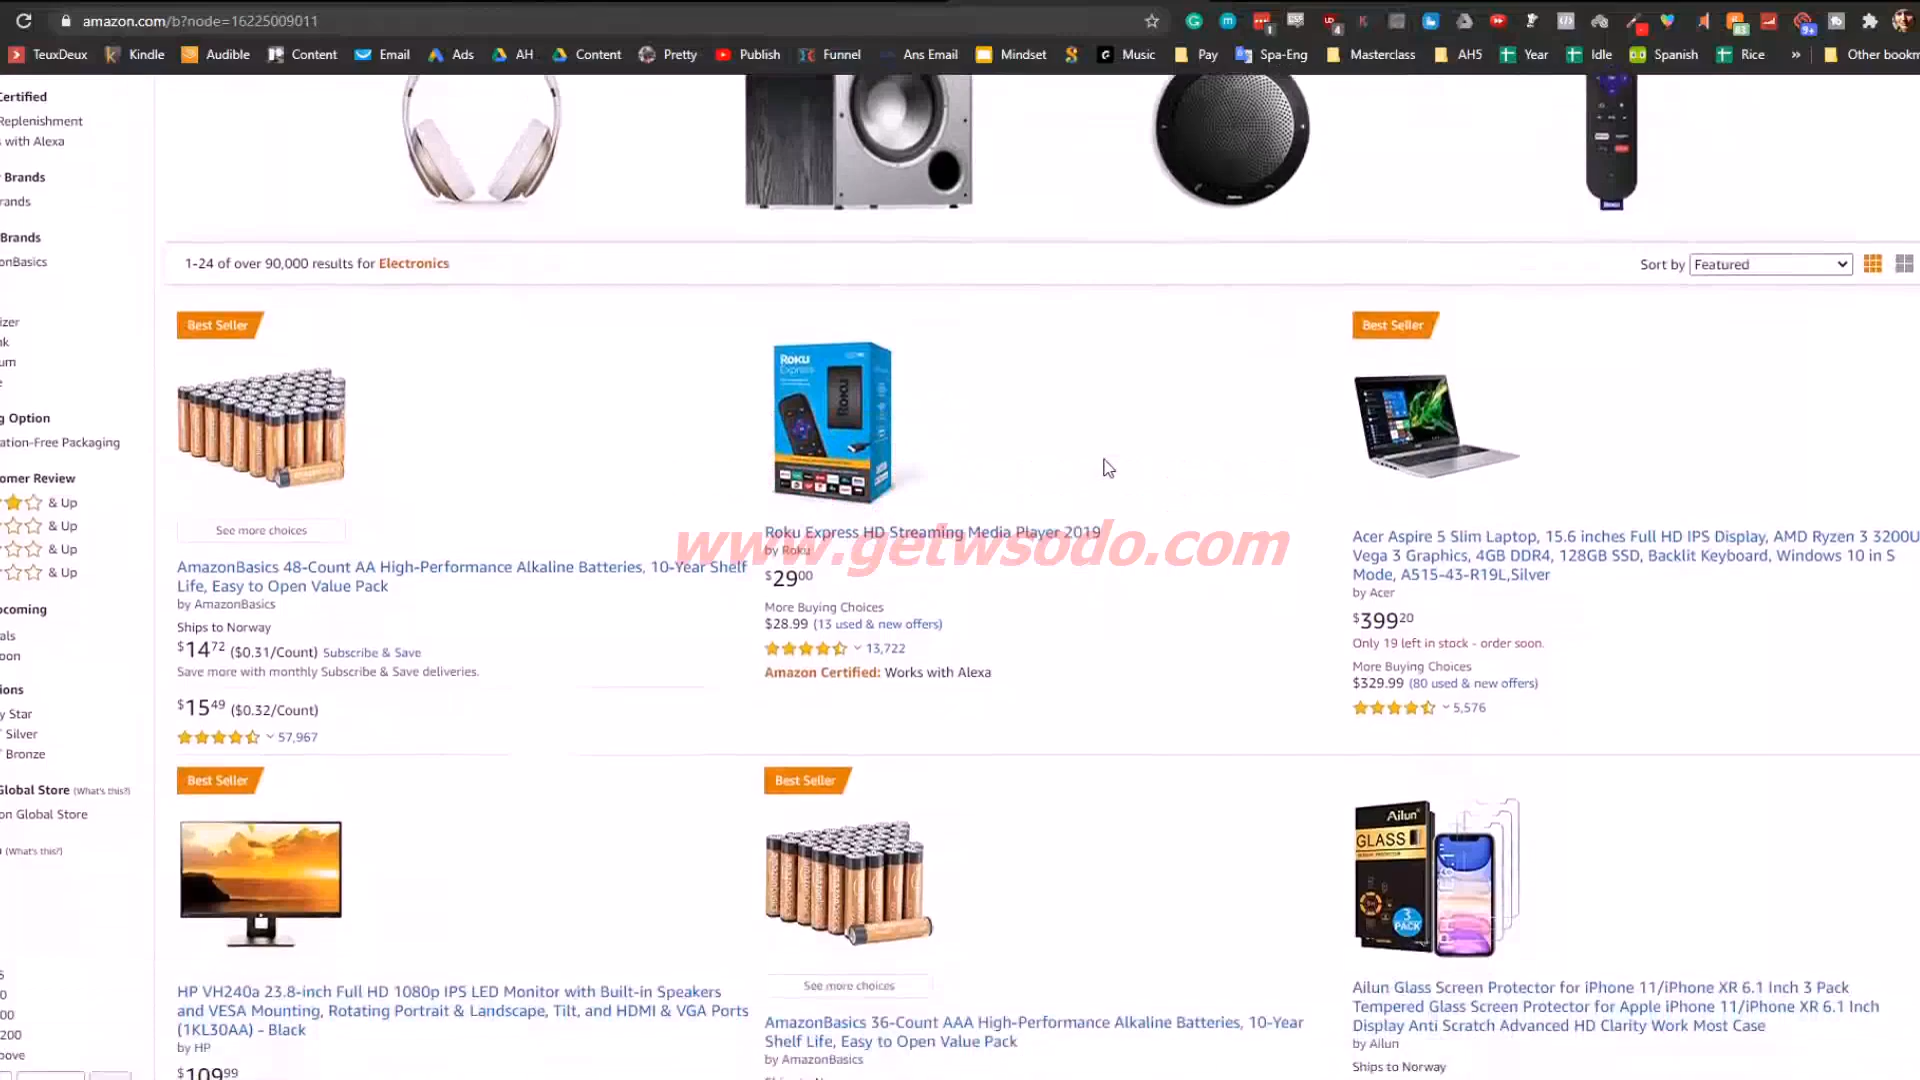 amazon.com/b?node=16225009011
TeuxDeux Kindle Audible Content Email Ads AH Content Pretty Publish Funnel Ans Email Mindset Music Pay Spa-Eng Masterclass AH5 Year Idle Spanish Rice » Other bookm
ertified
Replenishment
s with Alexa
Brands
rands
Brands
onBasics
izer
nk
um
e
g Option
ation-Free Packaging
omer Review
& Up
& Up
& Up
& Up
pcoming
als
oon
ions
y Star
Silver
Bronze
Global Store (What's this?)
on Global Store
(What's this?)
1-24 of over 90,000 results for Electronics
Sort by Featured
Best Seller
See more choices
AmazonBasics 48-Count AA High-Performance Alkaline Batteries, 10-Year Shelf
Life, Easy to Open Value Pack
by AmazonBasics
Ships to Norway
$14.72 ($0.31/Count) Subscribe & Save
Save more with monthly Subscribe & Save deliveries.
$15.49 ($0.32/Count)
57,967
Roku
Express
Roku Express HD Streaming Media Player 2019
by Roku
$29.00
More Buying Choices
$28.99 (13 used & new offers)
13,722
Amazon Certified: Works with Alexa
Best Seller
Acer Aspire 5 Slim Laptop, 15.6 inches Full HD IPS Display, AMD Ryzen 3 3200U
Vega 3 Graphics, 4GB DDR4, 128GB SSD, Backlit Keyboard, Windows 10 in S
Mode, A515-43-R19L,Silver
by Acer
$399.20
Only 19 left in stock - order soon.
More Buying Choices
$329.99 (80 used & new offers)
5,576
www.getwsodo.com
Best Seller
HP VH240a 23.8-inch Full HD 1080p IPS LED Monitor with Built-in Speakers
and VESA Mounting, Rotating Portrait & Landscape, Tilt, and HDMI & VGA Ports
(1KL30AA) - Black
by HP
$109.99
Best Seller
See more choices
AmazonBasics 36-Count AAA High-Performance Alkaline Batteries, 10-Year
Shelf Life, Easy to Open Value Pack
by AmazonBasics
Ailun
GLASS
3
PACK
Ailun Glass Screen Protector for iPhone 11/iPhone XR 6.1 Inch 3 Pack
Tempered Glass Screen Protector for Apple iPhone 11/iPhone XR 6.1 Inch
Display Anti Scratch Advanced HD Clarity Work Most Case
by Ailun
Ships to Norway